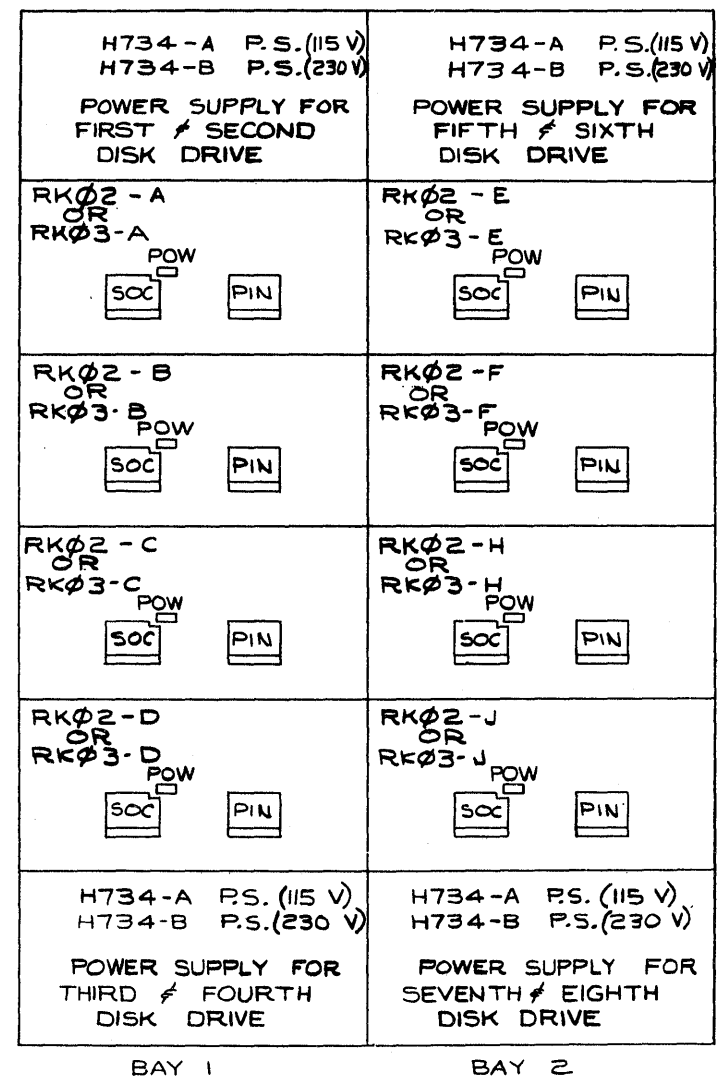 H734-A P.S.(115 V)
H734-B P.S.(230 V)
POWER SUPPLY FOR
FIRST & SECOND
DISK DRIVE
RKØ2 - A
OR
RKØ3-A
POW
SOC PIN
RKØ2 - B
OR
RKØ3-B
POW
SOC PIN
RKØ2 - C
OR
RKØ3-C
POW
SOC PIN
RKØ2-D
OR
RKØ3-D
POW
SOC PIN
H734-A P.S. (115 V)
H734-B P.S.(230 V)
POWER SUPPLY FOR
THIRD & FOURTH
DISK DRIVE
BAY 1
H734-A P.S.(115 V)
H734-B P.S.(230 V)
POWER SUPPLY FOR
FIFTH & SIXTH
DISK DRIVE
RKØ2 - E
OR
RKØ3-E
POW
SOC PIN
RKØ2-F
OR
RKØ3-F
POW
SOC PIN
RKØ2-H
OR
RKØ3-H
POW
SOC PIN
RKØ2-J
OR
RKØ3-J
POW
SOC PIN
H734-A P.S. (115 V)
H734-B P.S.(230 V)
POWER SUPPLY FOR
SEVENTH & EIGHTH
DISK DRIVE
BAY 2